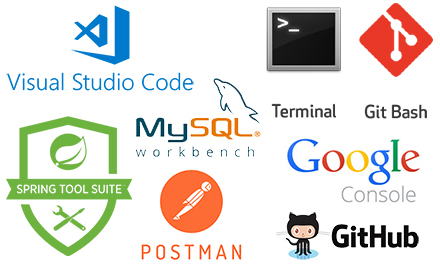 >_
Visual Studio Code
Terminal
Git Bash
MySQL®
workbench
Google
Console
SPRING TOOL SUITE
POSTMAN
GitHub